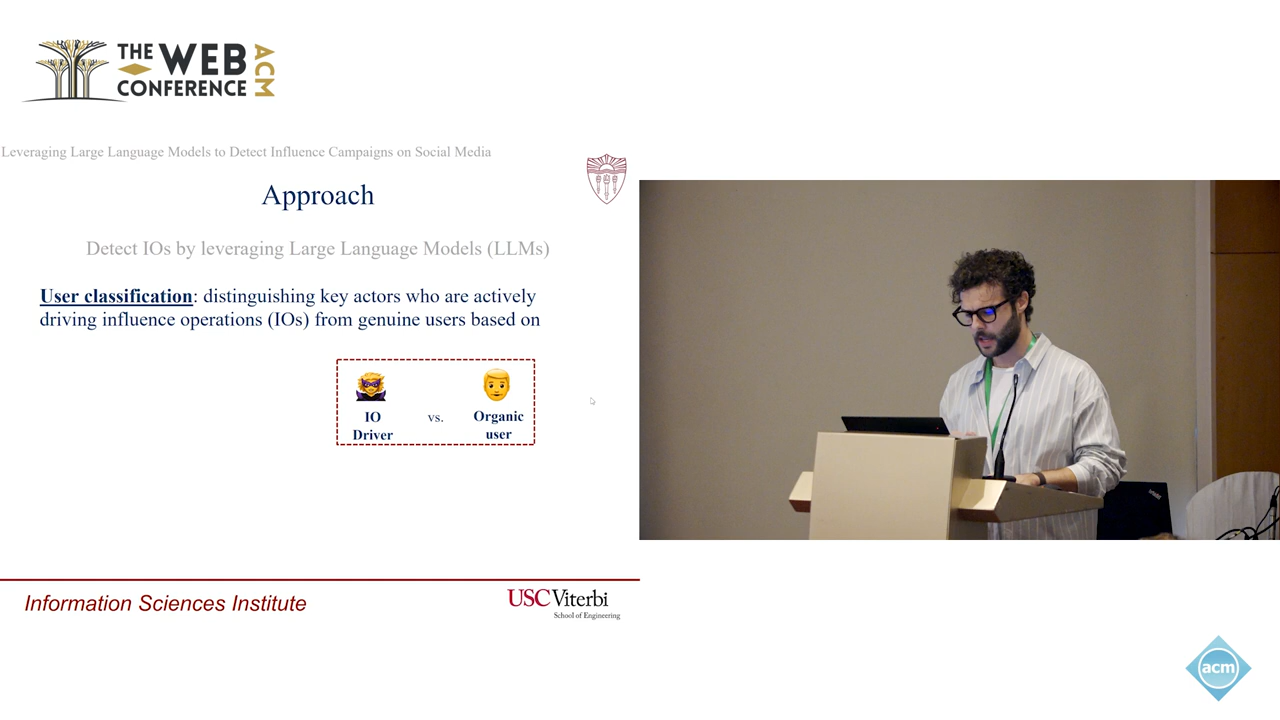 THE WEB
CONFERENCE
ACM
Leveraging Large Language Models to Detect Influence Campaigns on Social Media
Approach
Detect IOs by leveraging Large Language Models (LLMs)
User classification: distinguishing key actors who are actively
driving influence operations (IOs) from genuine users based on
IO
Driver
vs.
Organic
user
Information Sciences Institute
USC Viterbi
School of Engineering
acm